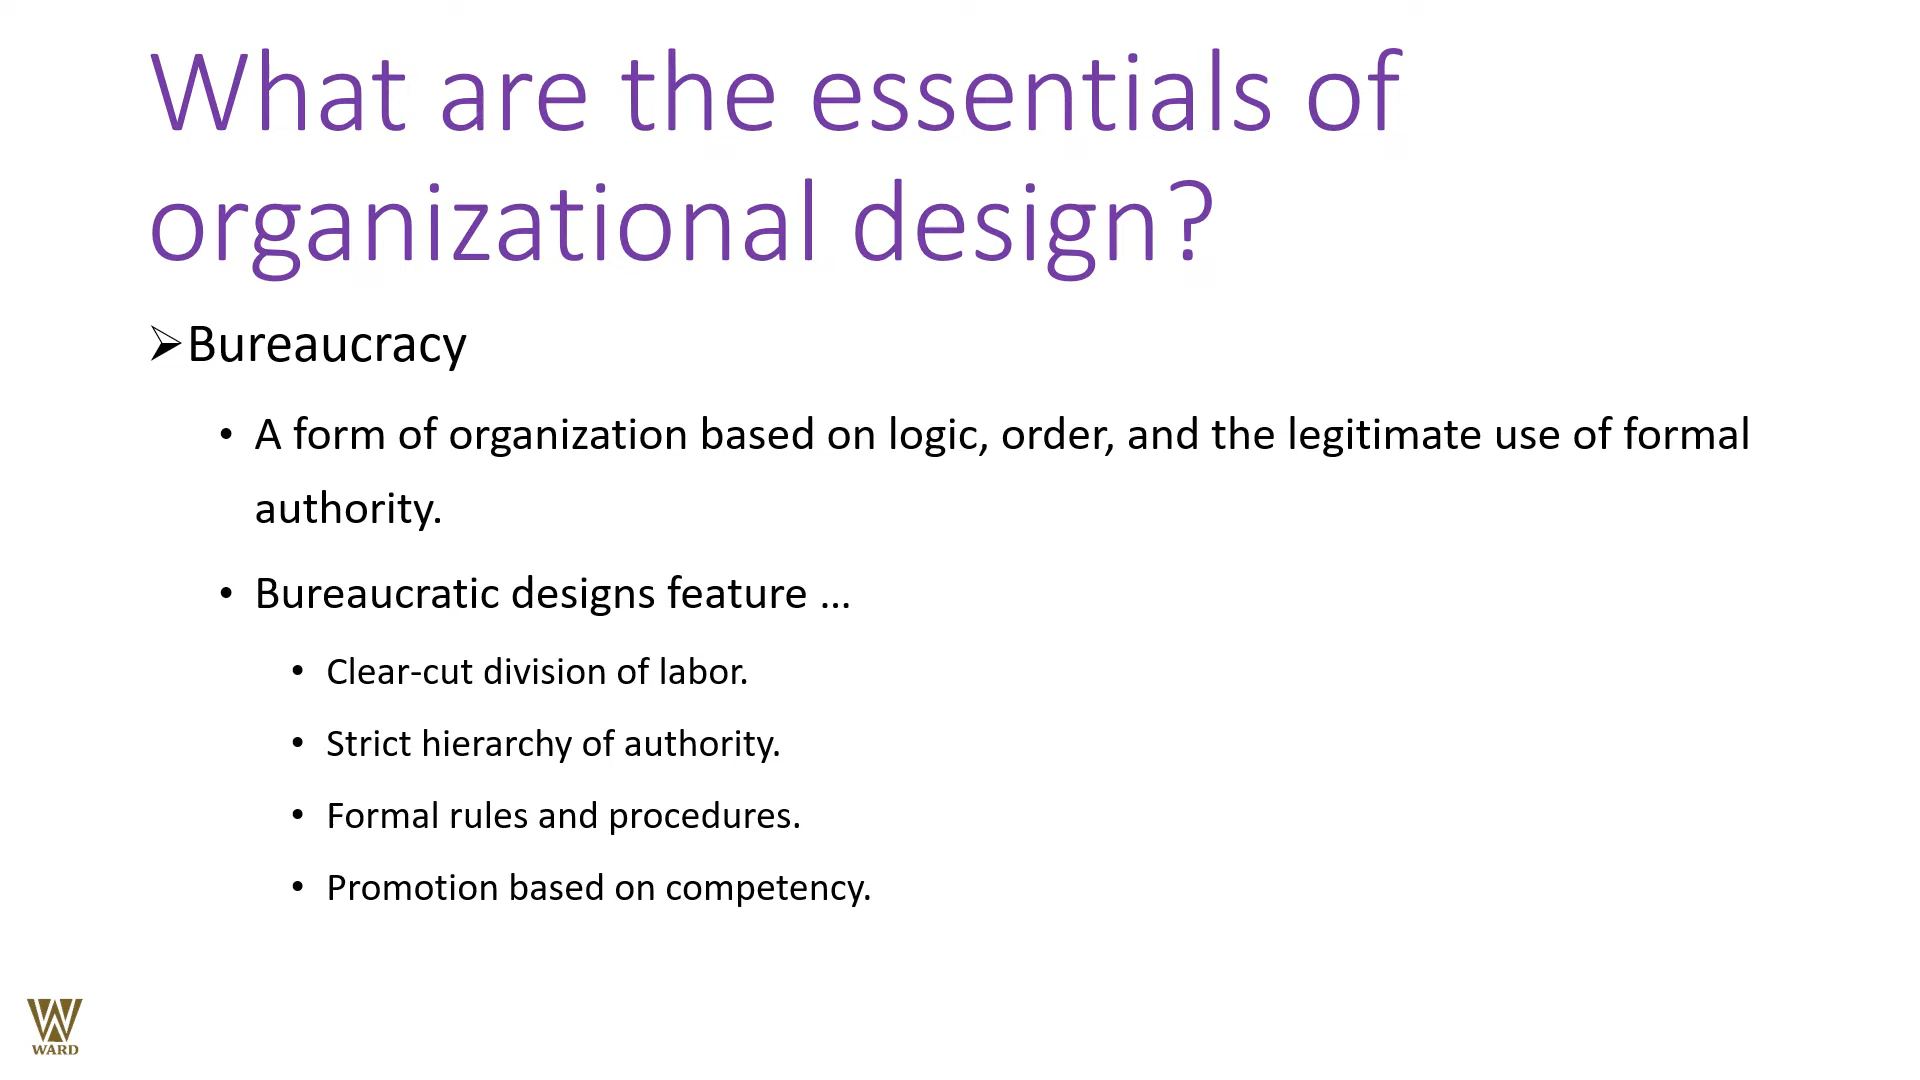 What are the essentials of
organizational design?
➢Bureaucracy
• A form of organization based on logic, order, and the legitimate use of formal
authority.
• Bureaucratic designs feature …
• Clear-cut division of labor.
• Strict hierarchy of authority.
• Formal rules and procedures.
• Promotion based on competency.
WARD